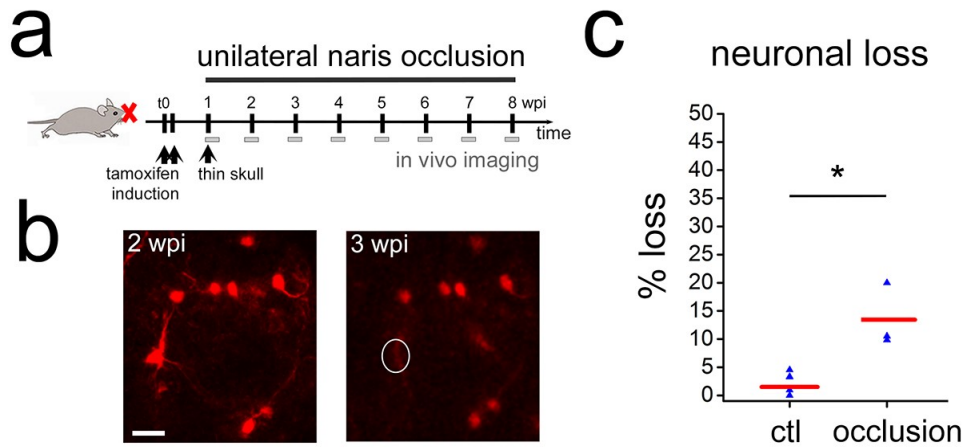 a
unilateral naris occlusion
t0 1 2 3 4 5 6 7 8 wpi
time
in vivo imaging
tamoxifen
induction
thin skull
b
2 wpi
3 wpi
c
neuronal loss
% loss
50
45
40
35
30
25
20
15
10
5
0
*
ctl
occlusion